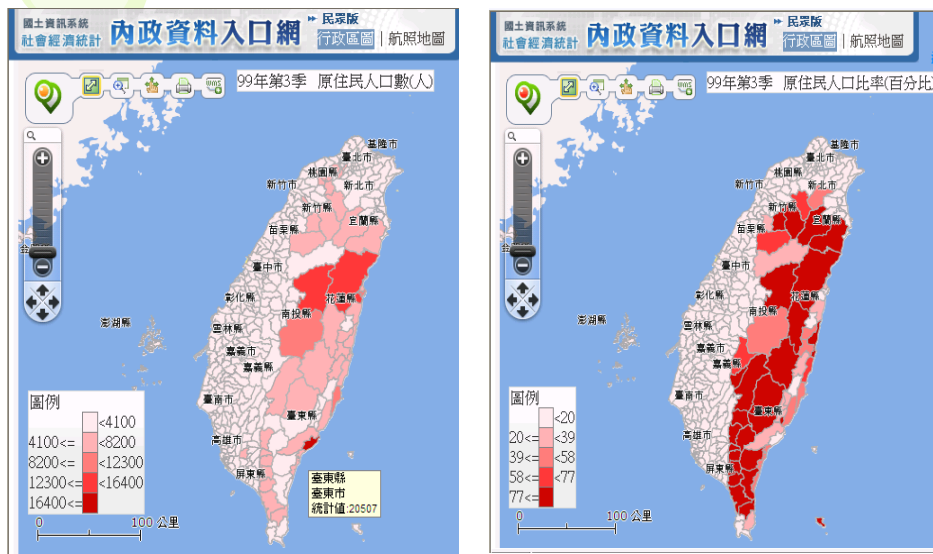 國土資訊系統
社會經濟統計
內政資料入口網
民眾版
行政區圖 | 航照地圖
99年第3季 原住民人口數(人)
WMS
基隆市
臺北市
桃園縣
新竹市
新北市
新竹縣
宜蘭縣
苗栗縣
臺中市
彰化縣
花蓮縣
南投縣
雲林縣
澎湖縣
嘉義市
嘉義縣
臺南市
臺東縣
高雄市
屏東縣
圖例
<4100
4100<= <8200
8200<= <12300
12300<= <16400
16400<=
0 100 公里
臺東縣
臺東市
統計值:20507
國土資訊系統
社會經濟統計
內政資料入口網
民眾版
行政區圖 | 航照地圖
99年第3季 原住民人口比率(百分比)
WMS
基隆市
臺北市
桃園縣
新竹市
新北市
新竹縣
宜蘭縣
苗栗縣
臺中市
彰化縣
花蓮縣
南投縣
雲林縣
澎湖縣
嘉義市
嘉義縣
臺南市
臺東縣
高雄市
屏東縣
圖例
<20
20<= <39
39<= <58
58<= <77
77<=
0 100 公里